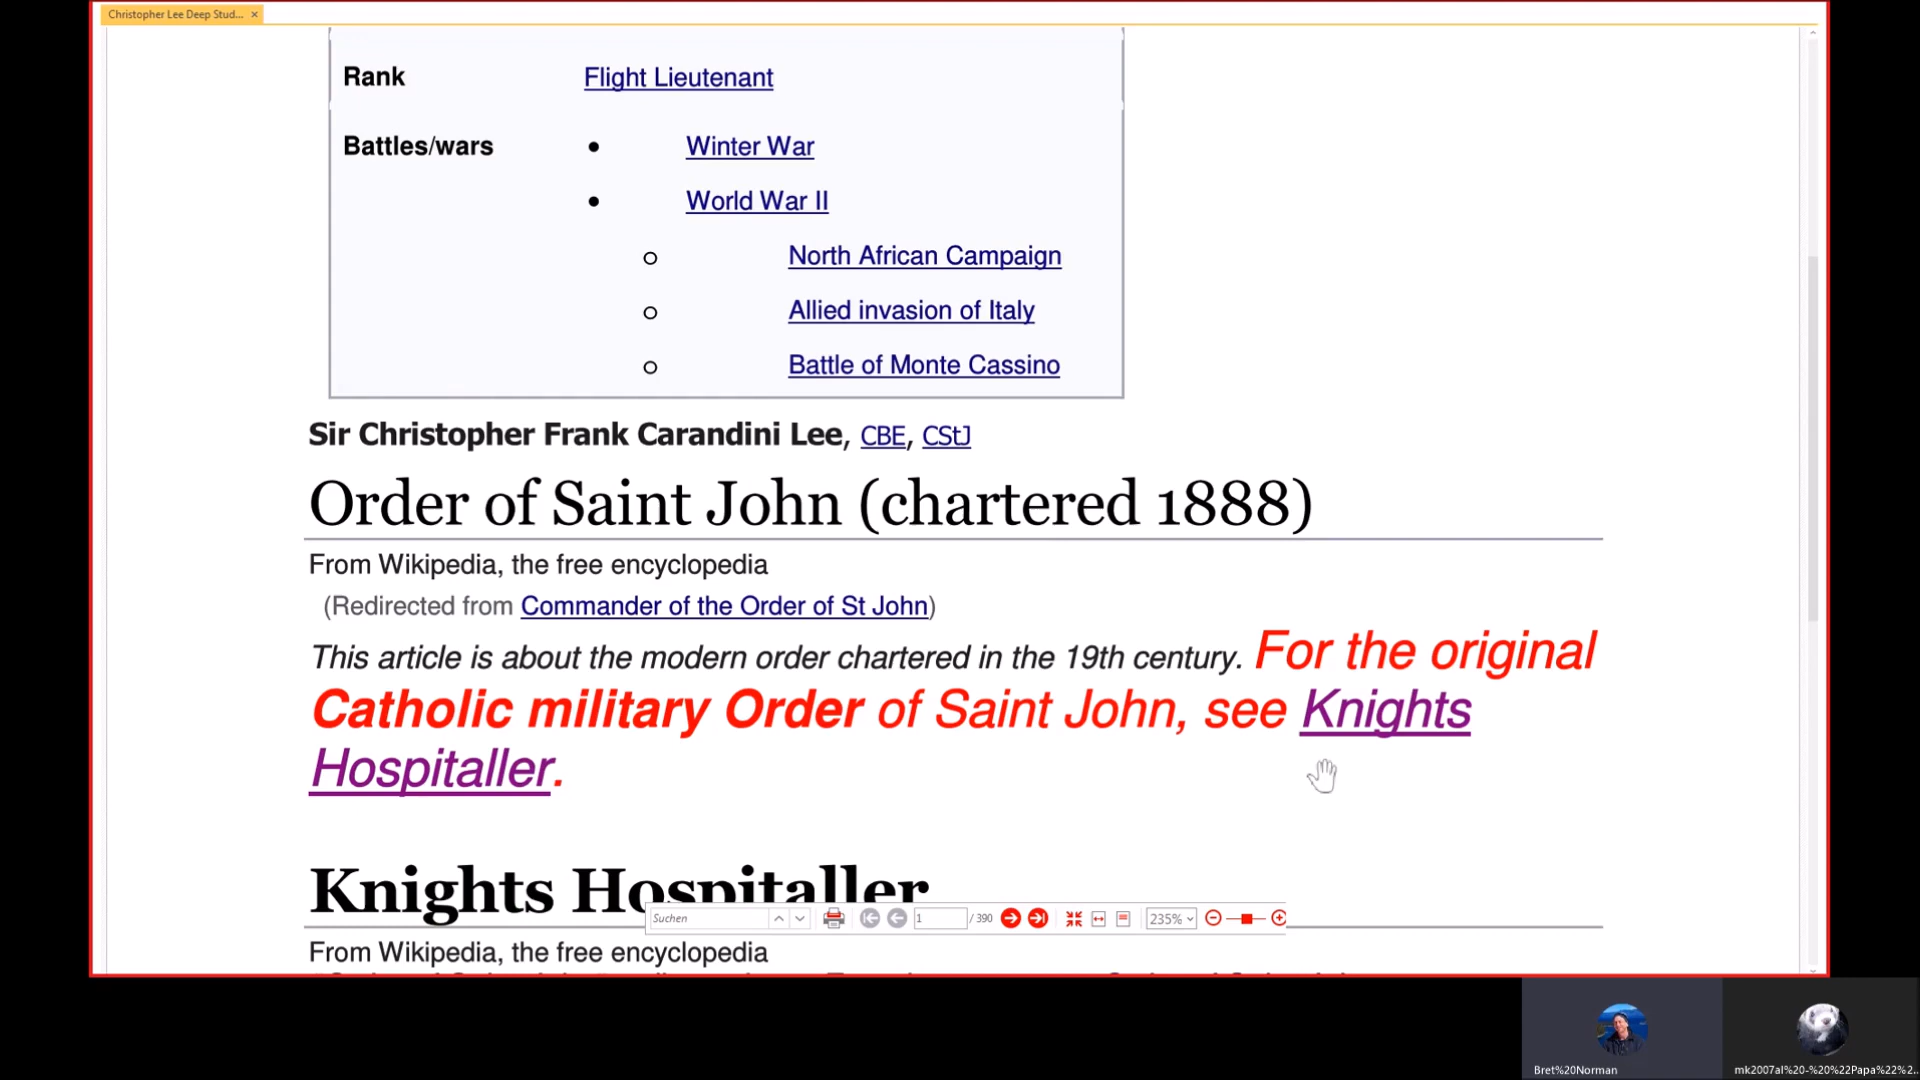 Christopher Lee Deep Stud... ×
Rank Flight Lieutenant
Battles/wars • Winter War
• World War II
o North African Campaign
o Allied invasion of Italy
o Battle of Monte Cassino
Sir Christopher Frank Carandini Lee, CBE, CStJ
Order of Saint John (chartered 1888)
From Wikipedia, the free encyclopedia
(Redirected from Commander of the Order of St John)
This article is about the modern order chartered in the 19th century. For the original
Catholic military Order of Saint John, see Knights
Hospitaller.
Knights Hospitaller
Suchen 1 / 390 235%
From Wikipedia, the free encyclopedia
Bret%20Norman mk2007al%20-%20%22Papa%22%2...